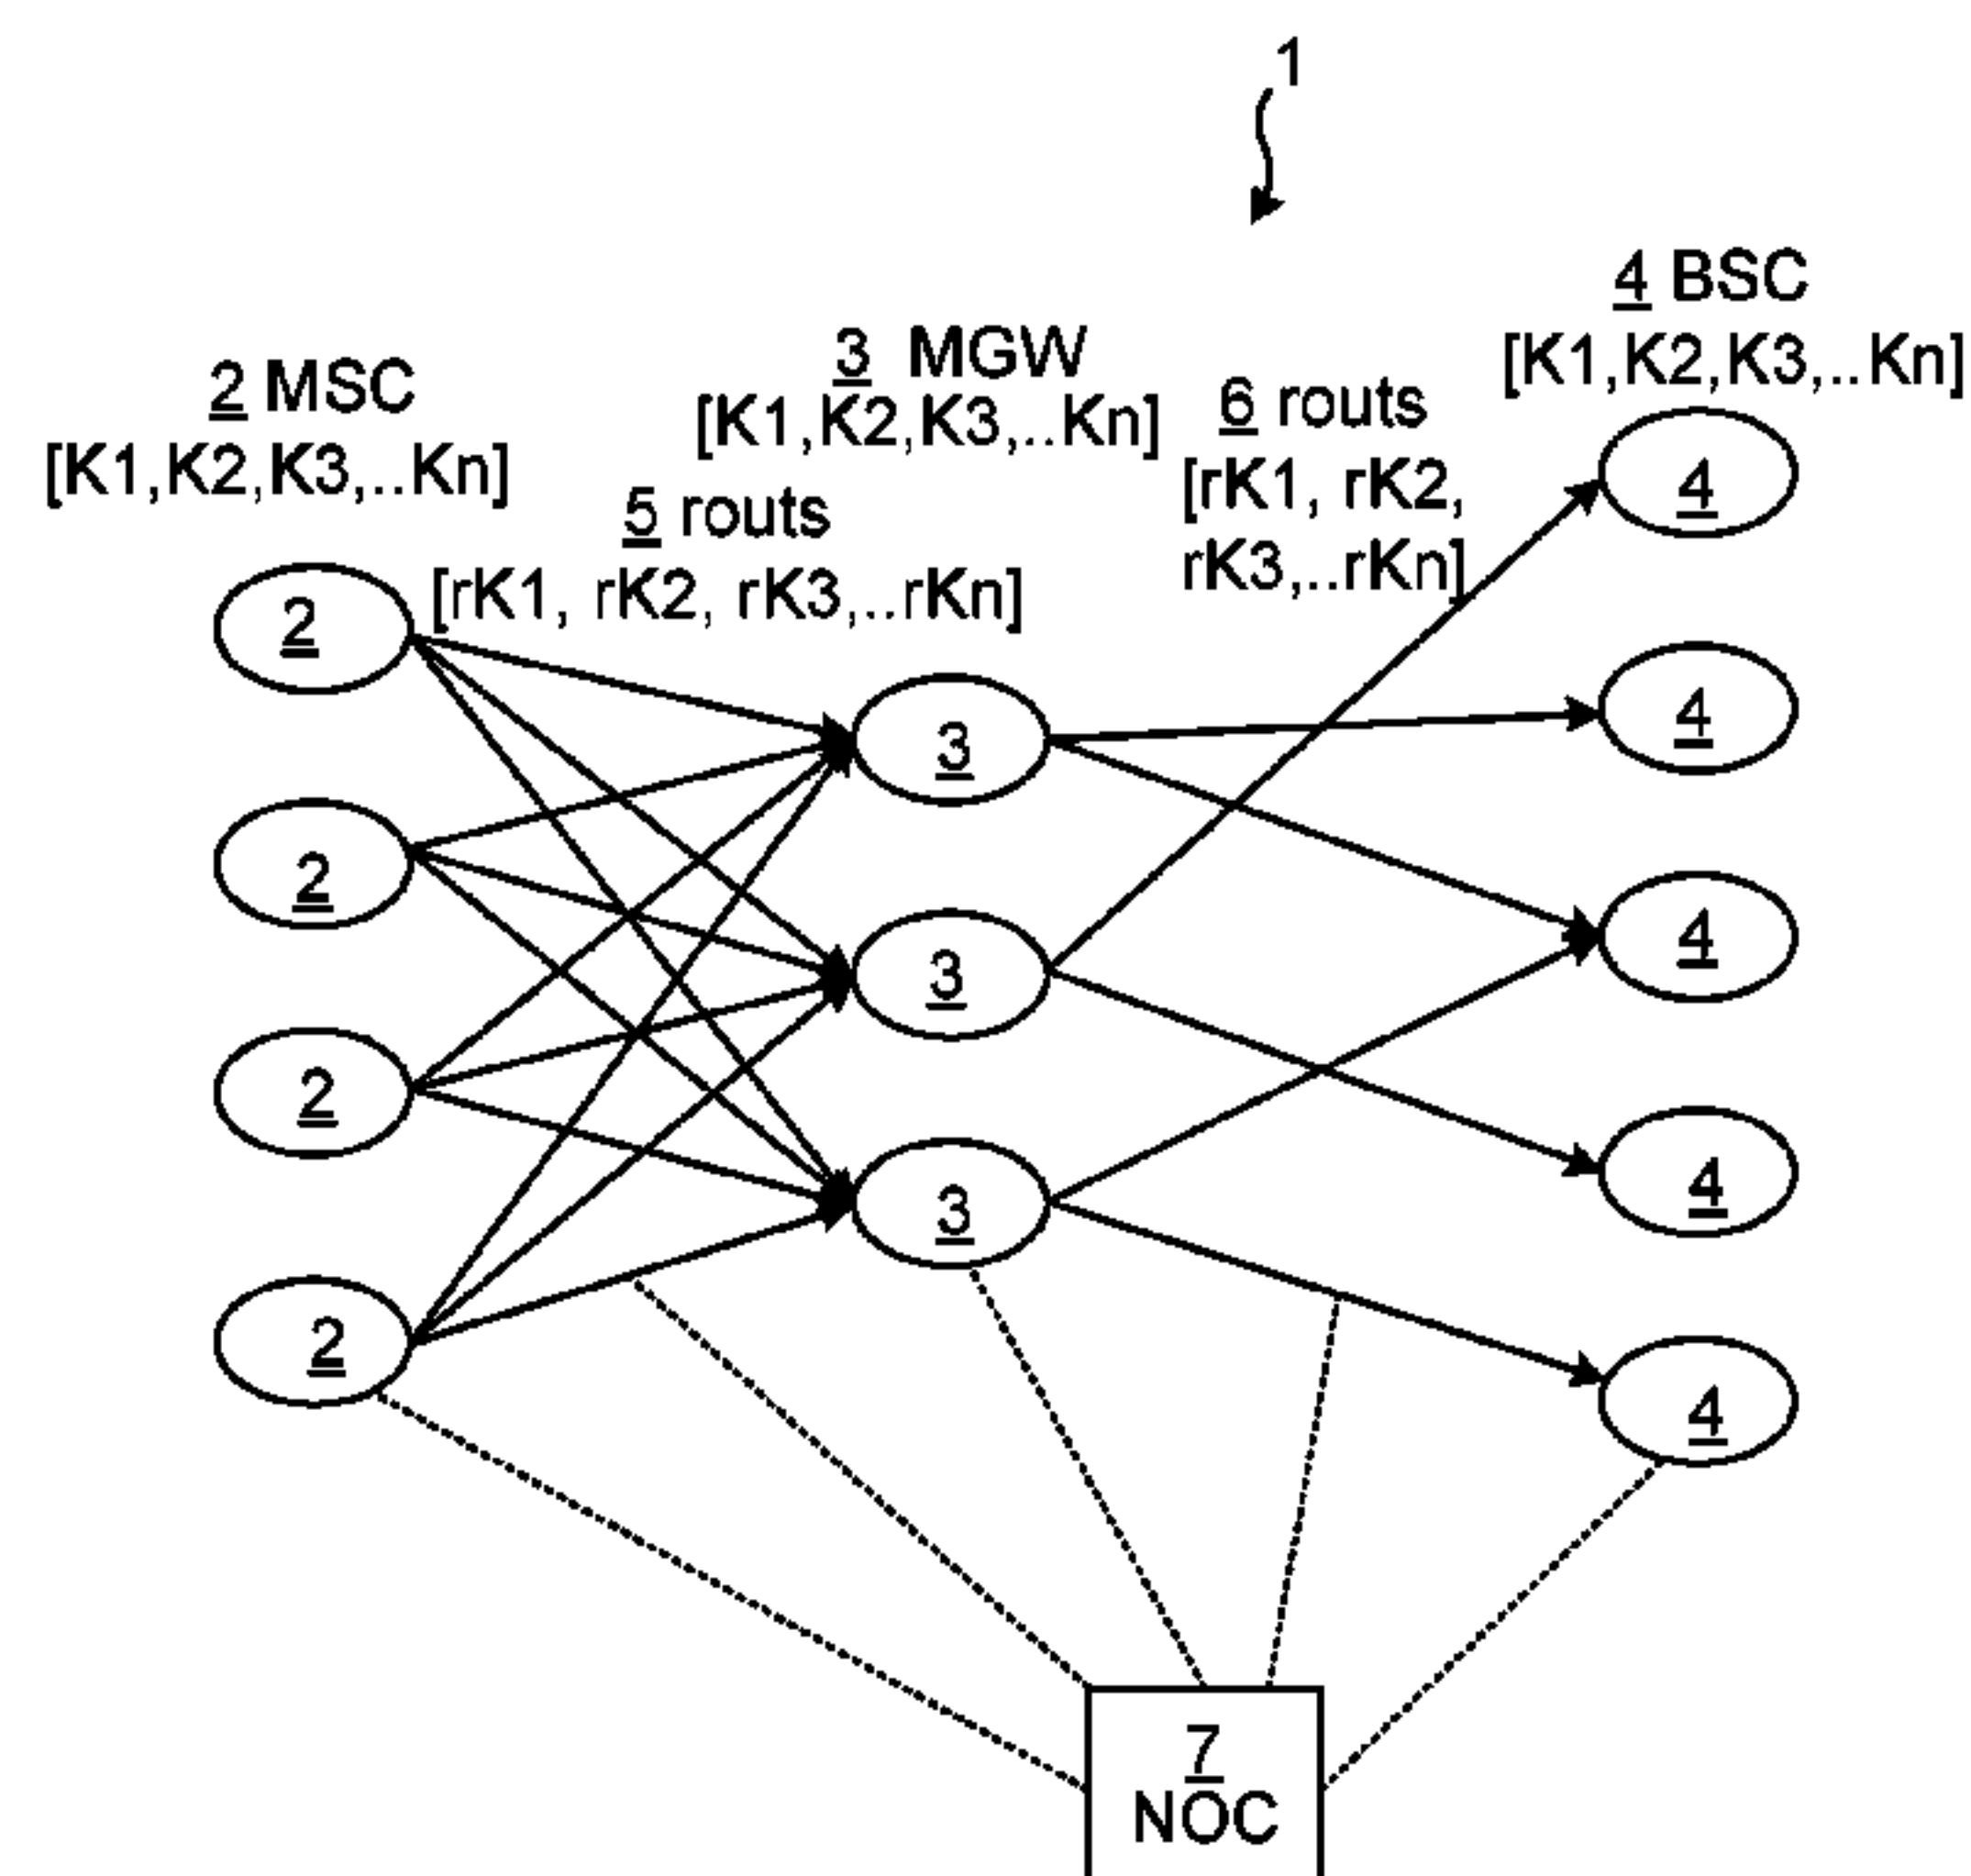 1
4 BSC
[K1,K2,K3,..Kn]
3 MGW
[K1,K2,K3,..Kn]
2 MSC
[K1,K2,K3,..Kn]
6 routs
[rK1, rK2,
rK3,..rKn]
5 routs
[rK1, rK2, rK3,..rKn]
2
2
2
2
3
3
3
4
4
4
4
4
7
NOC